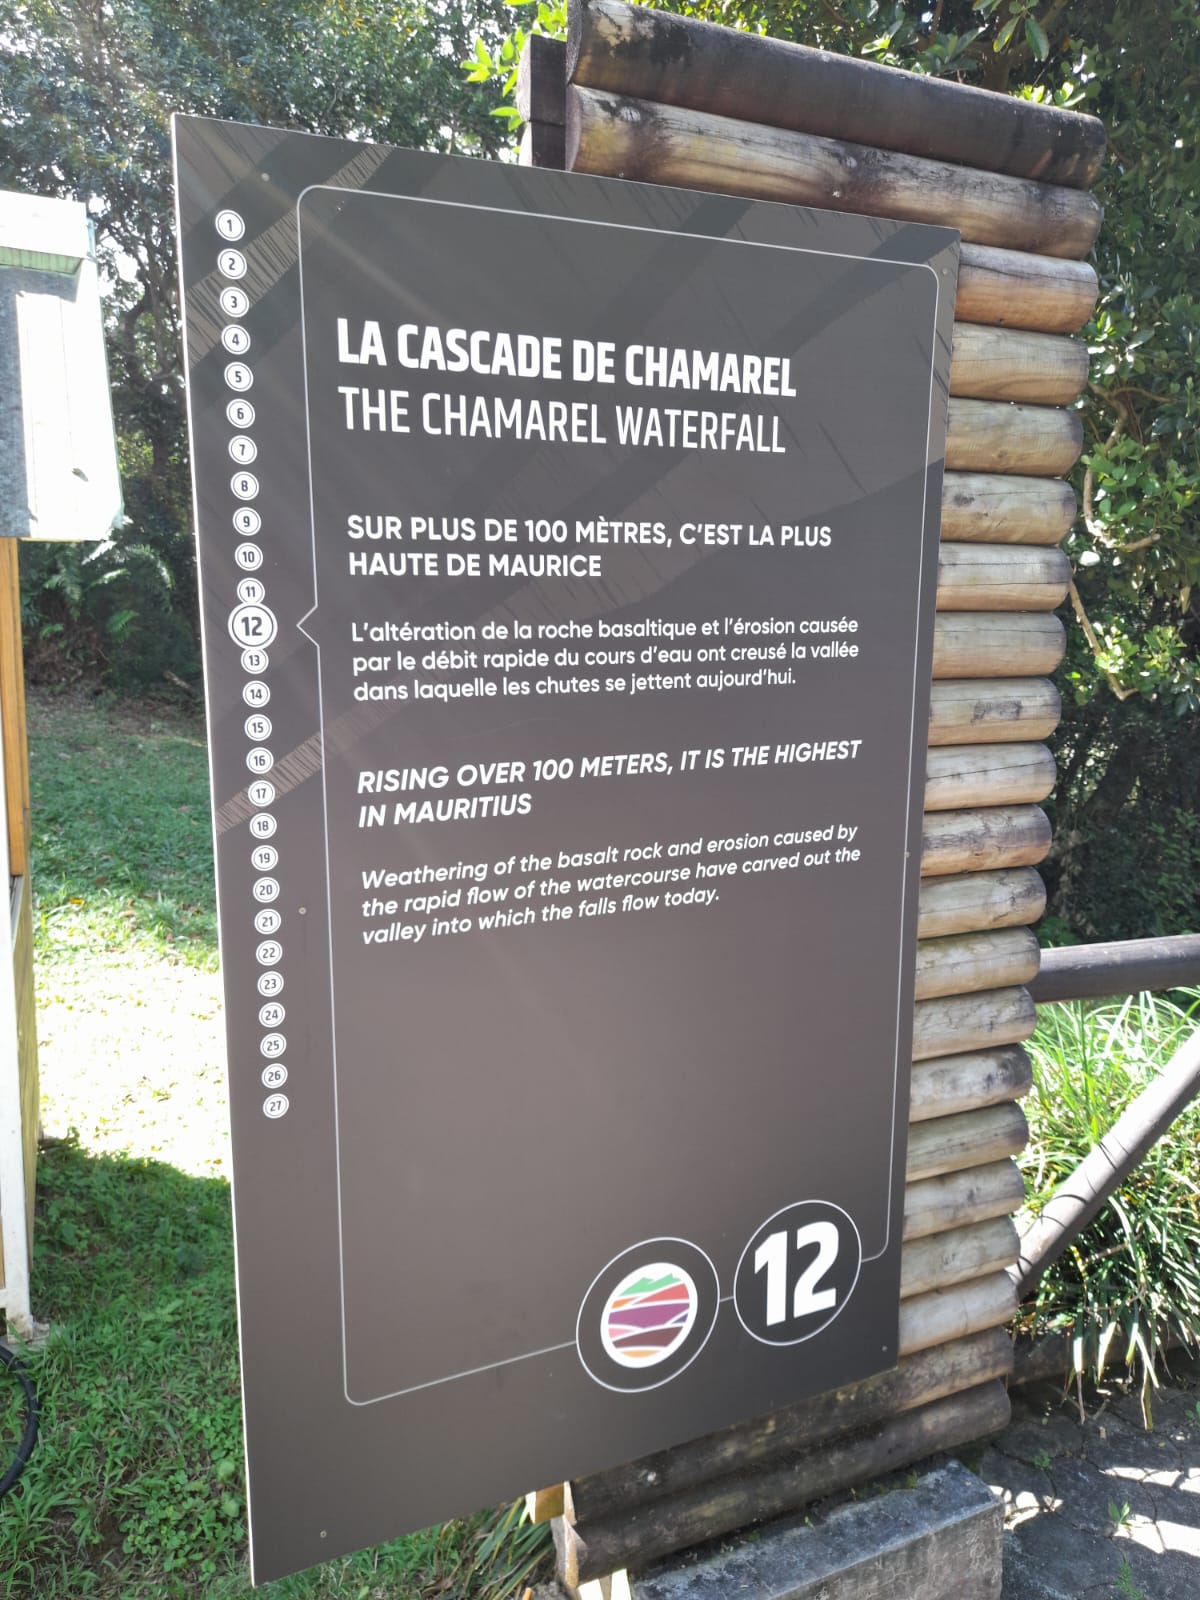 1
2
3
4
5
6
7
8
9
10
11
12
13
14
15
16
17
18
19
20
21
22
23
24
25
26
27
LA CASCADE DE CHAMAREL
THE CHAMAREL WATERFALL
SUR PLUS DE 100 MÈTRES, C'EST LA PLUS
HAUTE DE MAURICE
L'altération de la roche basaltique et l'érosion causée
par le débit rapide du cours d'eau ont creusé la vallée
dans laquelle les chutes se jettent aujourd'hui.
RISING OVER 100 METERS, IT IS THE HIGHEST
IN MAURITIUS
Weathering of the basalt rock and erosion caused by
the rapid flow of the watercourse have carved out the
valley into which the falls flow today.
12